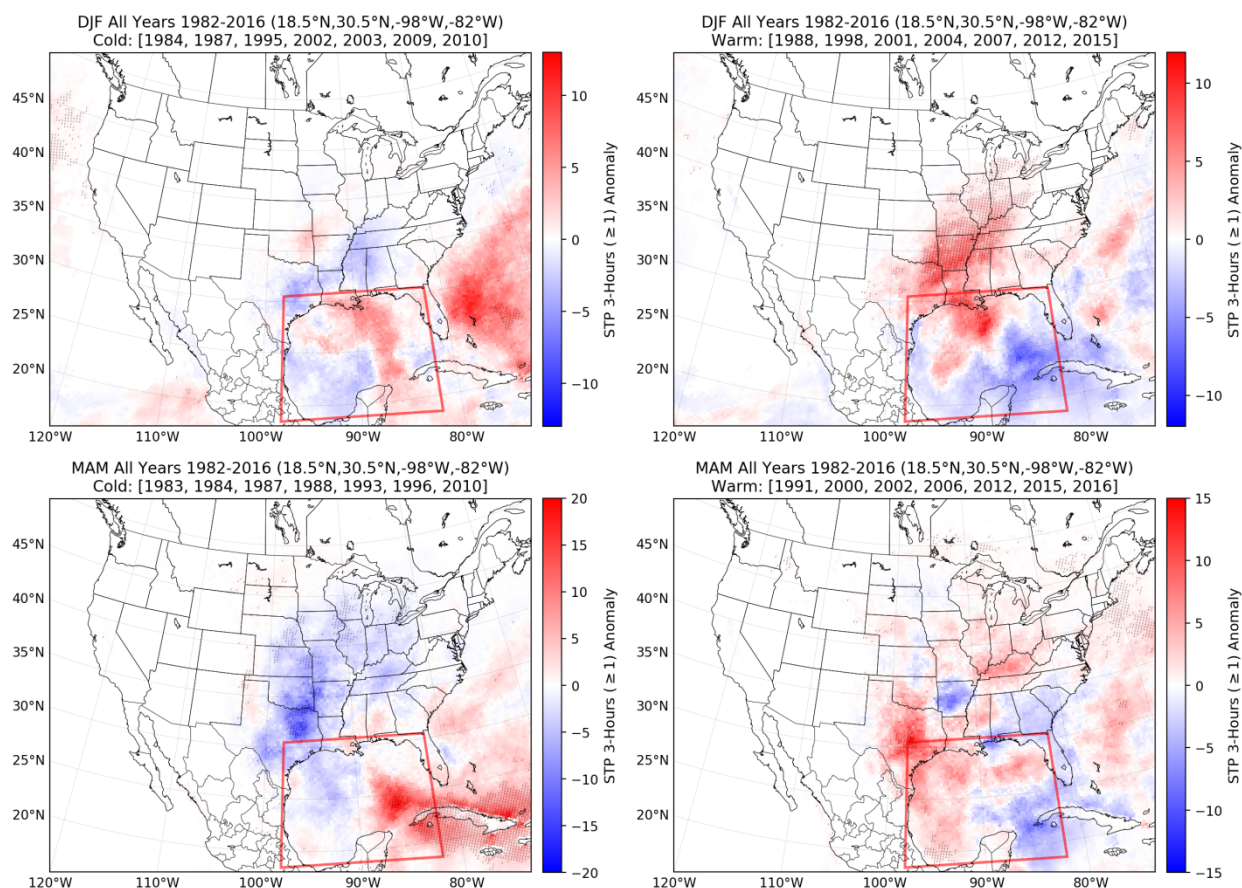 DJF All Years 1982-2016 (18.5°N,30.5°N,-98°W,-82°W)
Cold: [1984, 1987, 1995, 2002, 2003, 2009, 2010]
45°N
40°N
35°N
30°N
25°N
20°N
120°W
110°W
100°W
90°W
80°W
10
5
0
−5
−10
STP 3-Hours (≥1) Anomaly
DJF All Years 1982-2016 (18.5°N,30.5°N,-98°W,-82°W)
Warm: [1988, 1998, 2001, 2004, 2007, 2012, 2015]
45°N
40°N
35°N
30°N
25°N
20°N
120°W
110°W
100°W
90°W
80°W
10
5
0
−5
−10
STP 3-Hours (≥1) Anomaly
MAM All Years 1982-2016 (18.5°N,30.5°N,-98°W,-82°W)
Cold: [1983, 1984, 1987, 1988, 1993, 1996, 2010]
45°N
40°N
35°N
30°N
25°N
20°N
120°W
110°W
100°W
90°W
80°W
20
15
10
5
0
−5
−10
−15
−20
STP 3-Hours (≥1) Anomaly
MAM All Years 1982-2016 (18.5°N,30.5°N,-98°W,-82°W)
Warm: [1991, 2000, 2002, 2006, 2012, 2015, 2016]
45°N
40°N
35°N
30°N
25°N
20°N
120°W
110°W
100°W
90°W
80°W
15
10
5
0
−5
−10
−15
STP 3-Hours (≥1) Anomaly